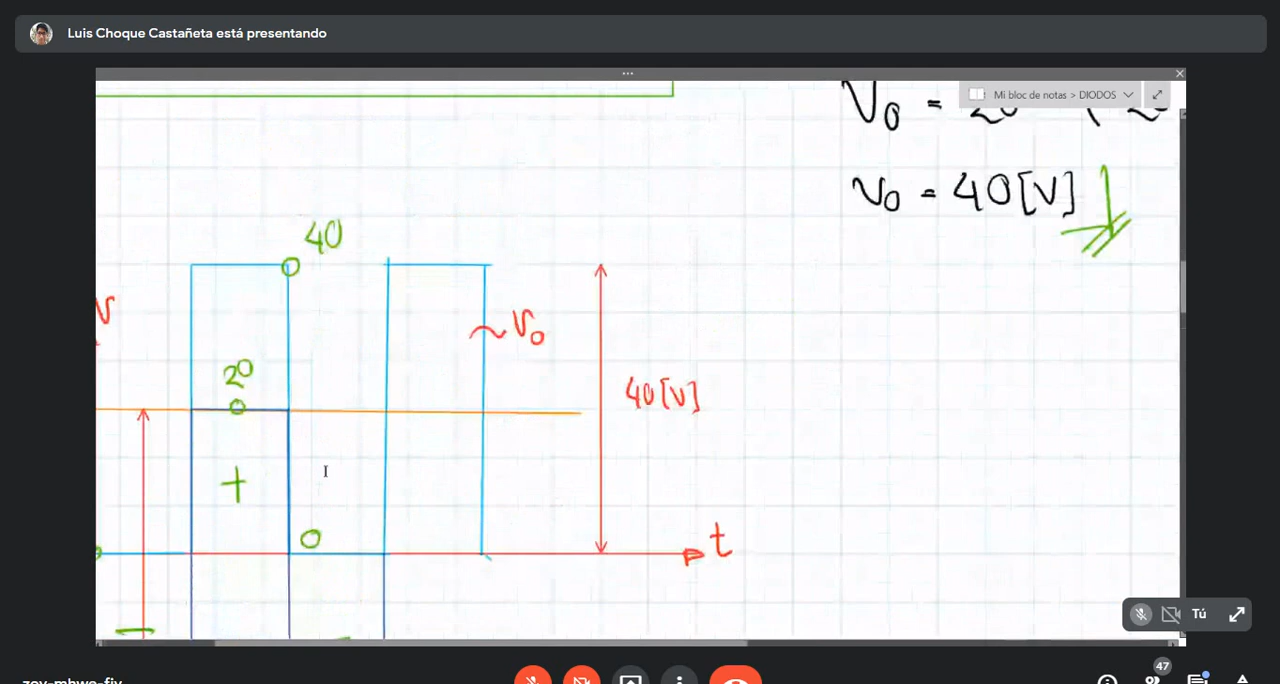 Luis Choque Castañeta está presentando
Mi bloc de notas > DIODOS
V0 =
V0 = 40[V]
40
V
~V0
20
40[V]
+
0
t
Tú
47